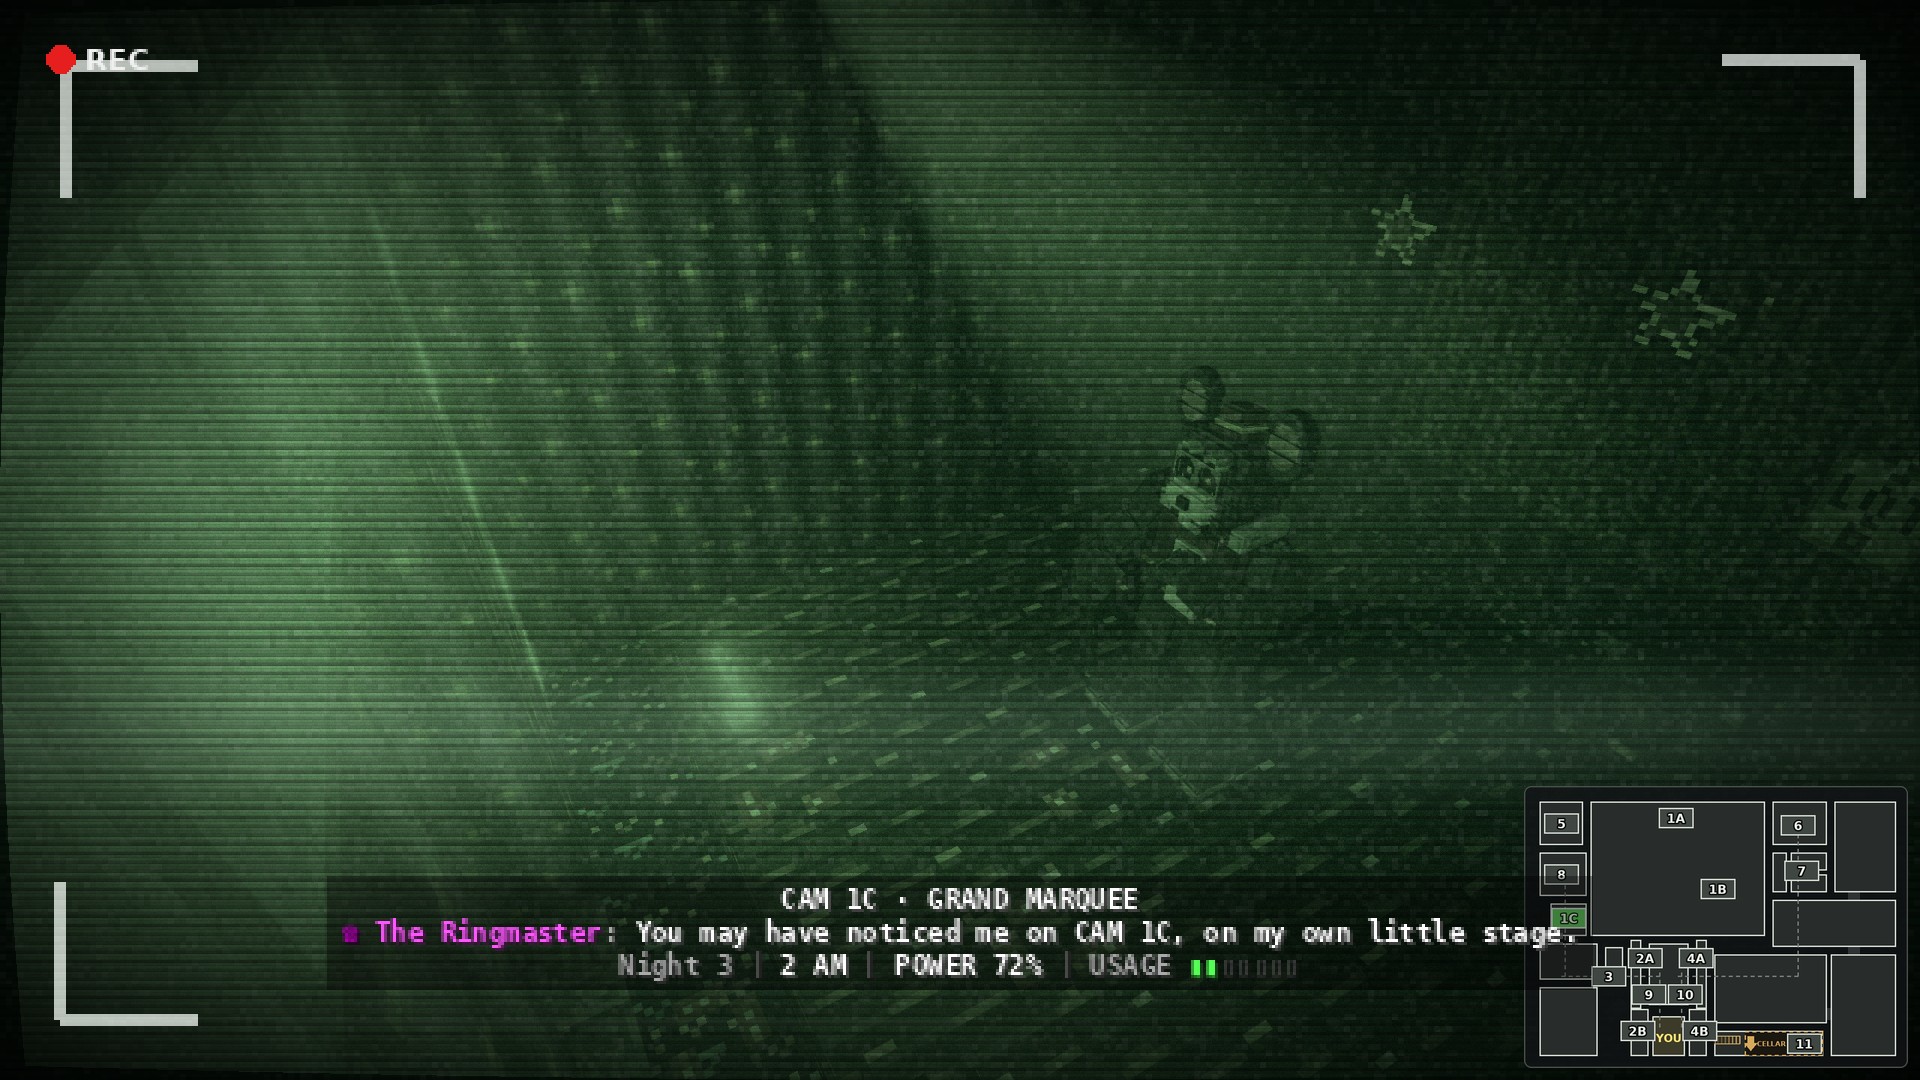 REC
CAM 1C · GRAND MARQUEE
The Ringmaster: You may have noticed me on CAM 1C, on my own little stage.
Night 3 | 2 AM | POWER 72% | USAGE
5
1A
6
8
7
1B
1C
2A
4A
3
9
10
2B
YOU
4B
CELLAR
11